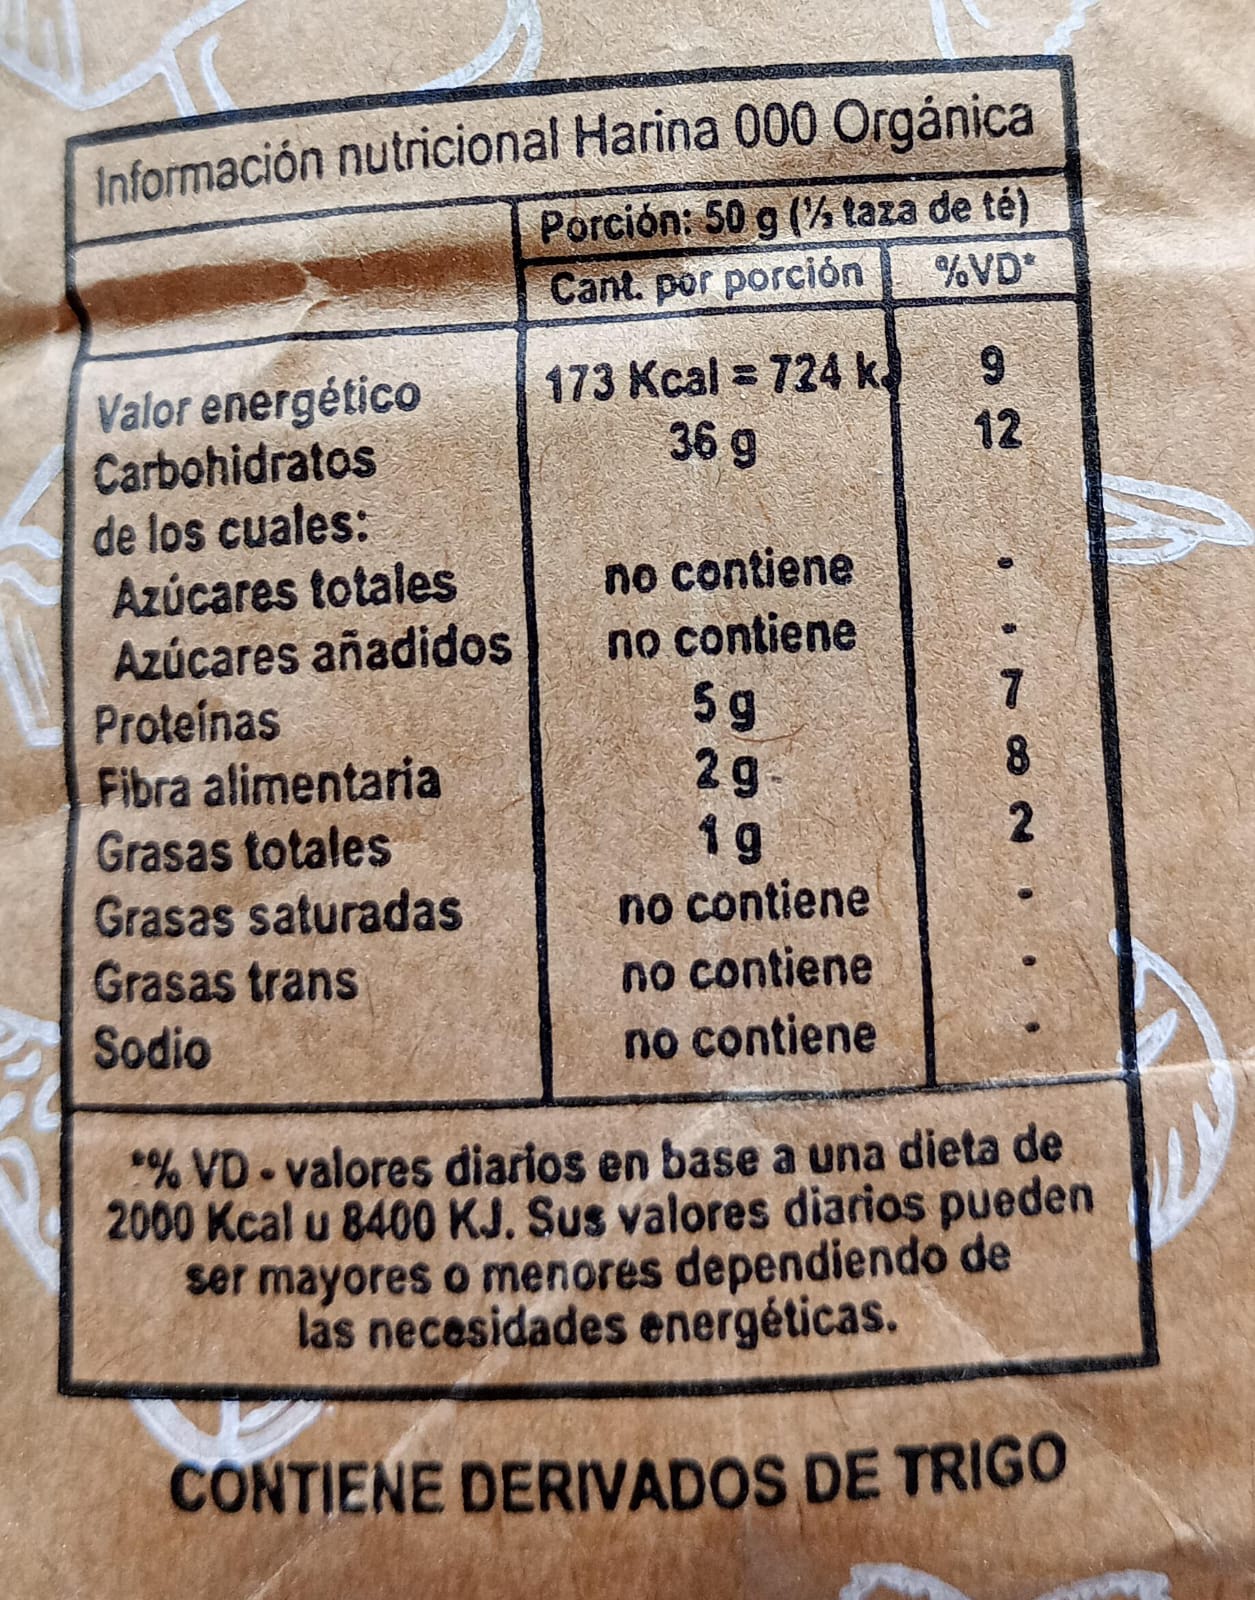 Información nutricional Harina 000 Orgánica
Porción: 50 g (⅓ taza de té)
Cant. por porción %VD*
Valor energético 173 Kcal = 724 kJ 9
Carbohidratos 36 g 12
de los cuales:
Azúcares totales no contiene -
Azúcares añadidos no contiene -
Proteínas 5 g 7
Fibra alimentaria 2 g 8
Grasas totales 1 g 2
Grasas saturadas no contiene -
Grasas trans no contiene -
Sodio no contiene -
*% VD - valores diarios en base a una dieta de
2000 Kcal u 8400 KJ. Sus valores diarios pueden
ser mayores o menores dependiendo de
las necesidades energéticas.
CONTIENE DERIVADOS DE TRIGO